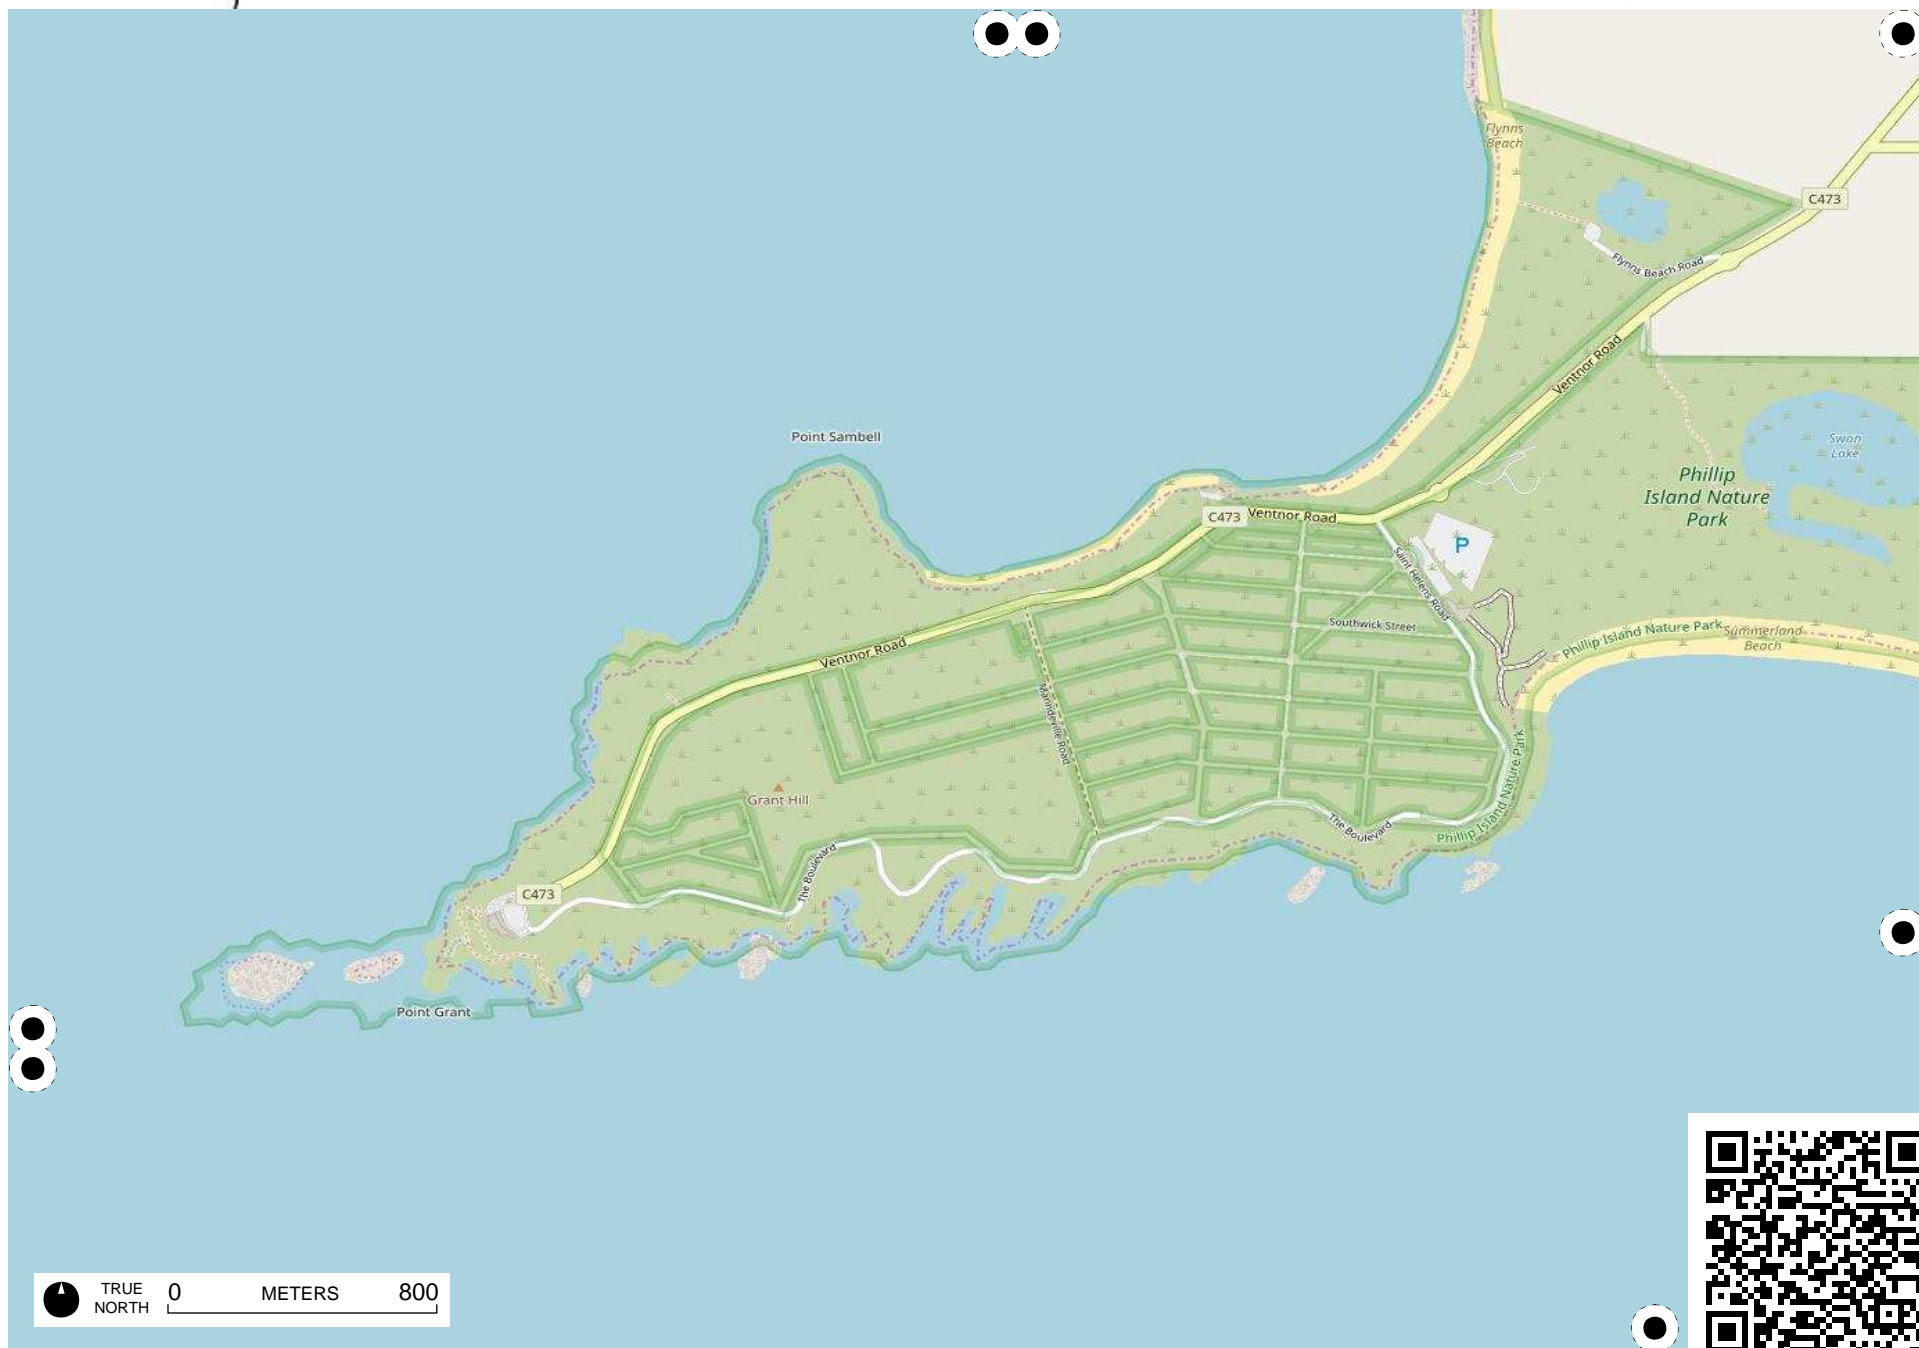 Flynns
Beach
C473
Flynns Beach Road
Ventnor Road
Point Sambell
Swan
Lake
Phillip
Island Nature
Park
C473
Ventnor Road
P
Saint Helens Road
Southwick Street
Phillip Island Nature Park
Summerland
Beach
Ventnor Road
Manndeville Road
Phillip Island Nature Park
Grant Hill
The Boulevard
The Boulevard
C473
Point Grant
TRUE
NORTH
0 METERS 800